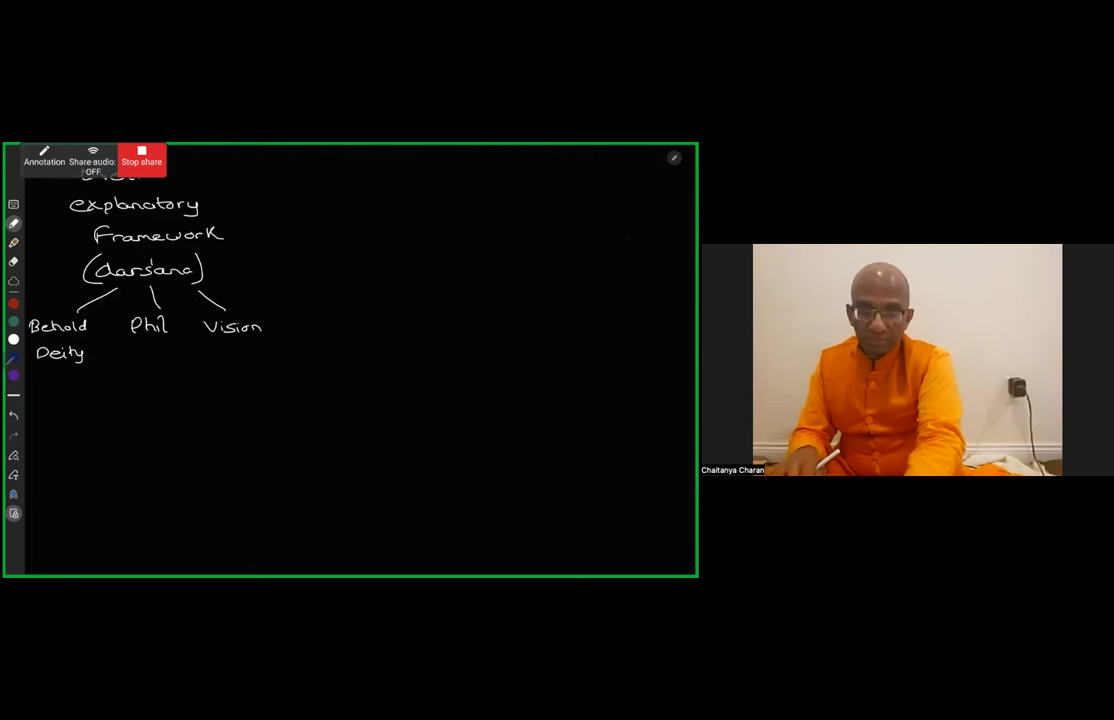 Annotation Share audio: Stop share
OFF
explanatory
Framework
(darśana)
Behold Phil Vision
Deity
Chaitanya Charan